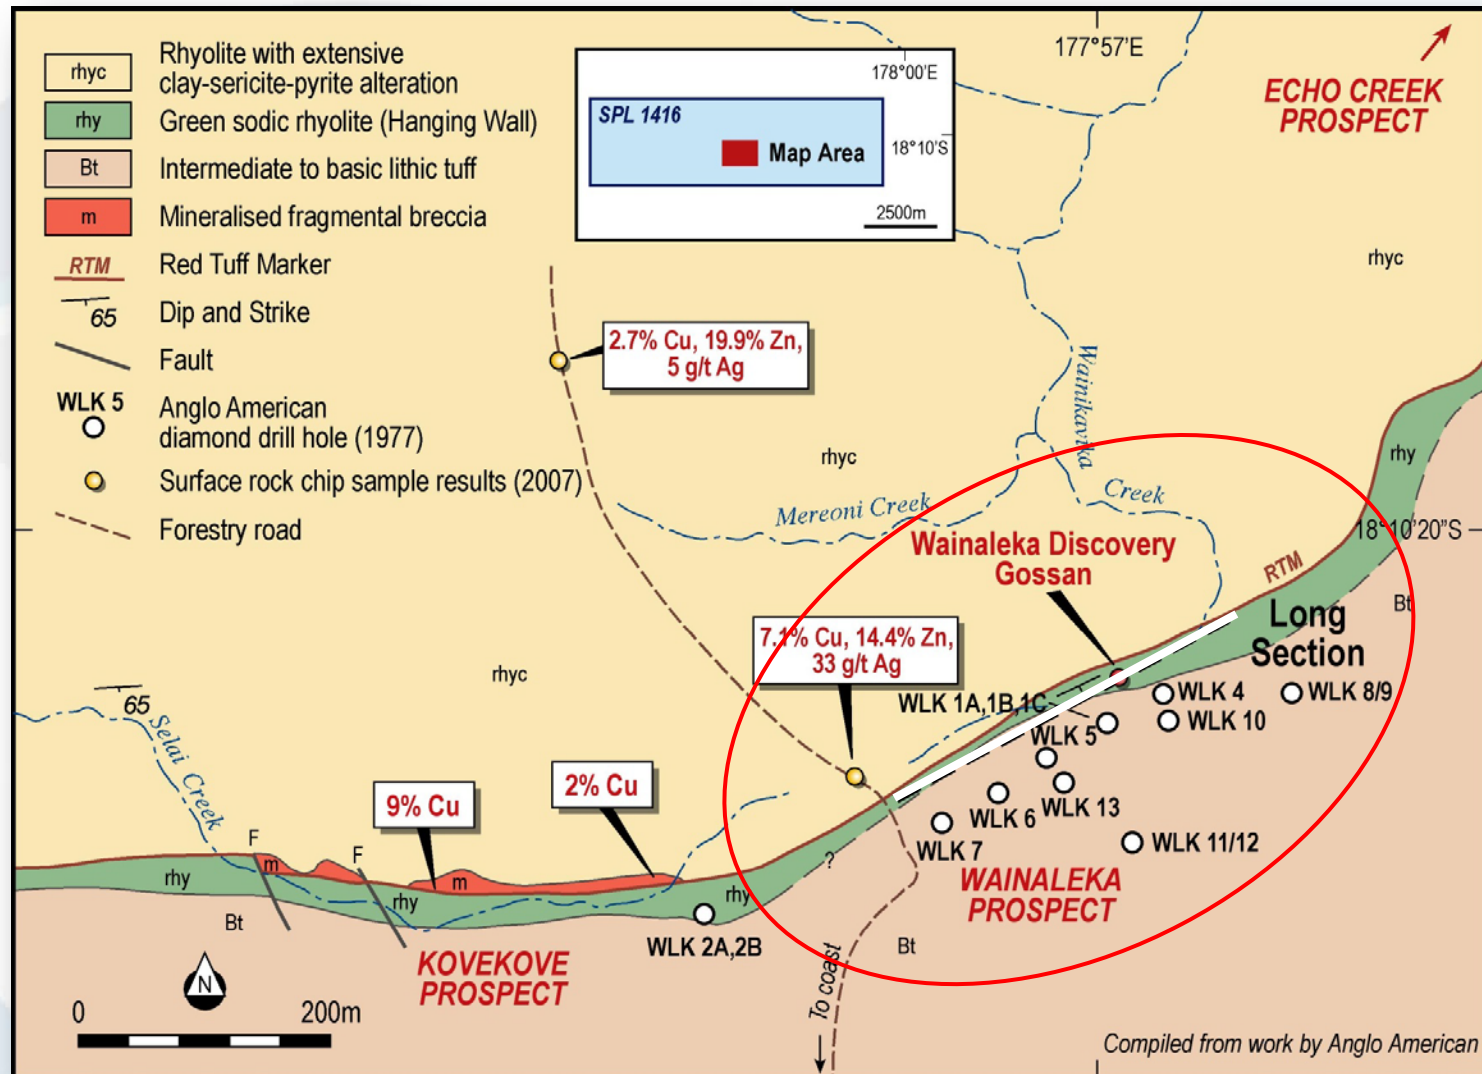 rhyc
Rhyolite with extensive
clay-sericite-pyrite alteration
rhy
Green sodic rhyolite (Hanging Wall)
Bt
Intermediate to basic lithic tuff
m
Mineralised fragmental breccia
RTM
Red Tuff Marker
65
Dip and Strike
Fault
WLK 5
Anglo American
diamond drill hole (1977)
Surface rock chip sample results (2007)
Forestry road
178°00'E
SPL 1416
Map Area
18°10'S
2500m
177°57'E
ECHO CREEK
PROSPECT
rhyc
2.7% Cu, 19.9% Zn,
5 g/t Ag
Wainikavika
Creek
rhyc
Mereoni Creek
rhy
18°10'20"S
Wainaleka Discovery
Gossan
RTM
Bt
Long
Section
7.1% Cu, 14.4% Zn,
33 g/t Ag
rhyc
65
Selai Creek
WLK 1A,1B,1C
WLK 4
WLK 8/9
WLK 10
WLK 5
WLK 6
WLK 13
WLK 7
WLK 11/12
WAINALEKA
PROSPECT
9% Cu
2% Cu
F
F
m
m
rhy
rhy
rhy
?
Bt
Bt
WLK 2A,2B
KOVEKOVE
PROSPECT
To coast
N
0
200m
Compiled from work by Anglo American